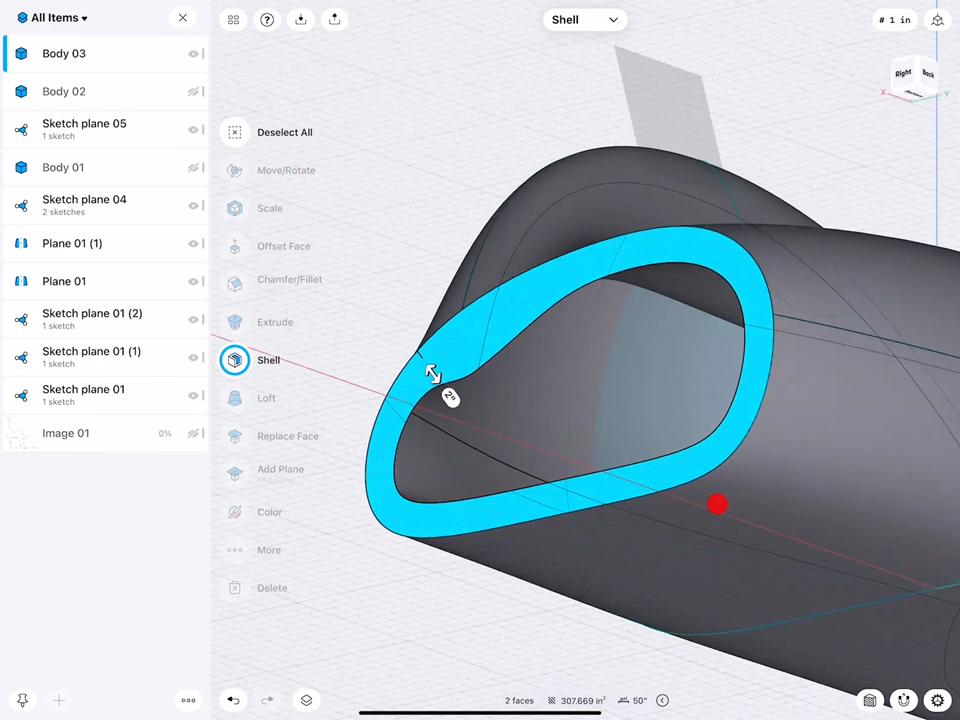 All Items
Shell
# 1 in
Body 03
Right
Back
X
Y
Body 02
Sketch plane 05
1 sketch
Deselect All
Body 01
Move/Rotate
Sketch plane 04
2 sketches
Scale
Plane 01 (1)
Offset Face
Plane 01
Chamfer/Fillet
Sketch plane 01 (2)
1 sketch
Extrude
Sketch plane 01 (1)
1 sketch
Shell
Sketch plane 01
1 sketch
Loft
2"
Image 01
0%
Replace Face
Add Plane
Color
More
Delete
2 faces
307.669 in²
50"